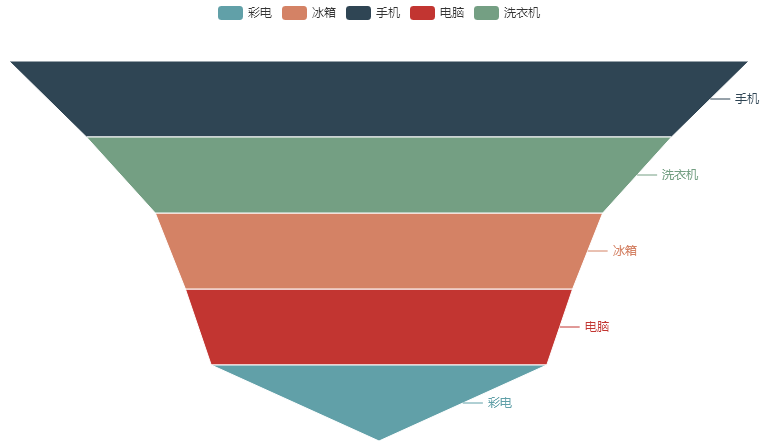 彩电 冰箱 手机 电脑 洗衣机
手机
洗衣机
冰箱
电脑
彩电